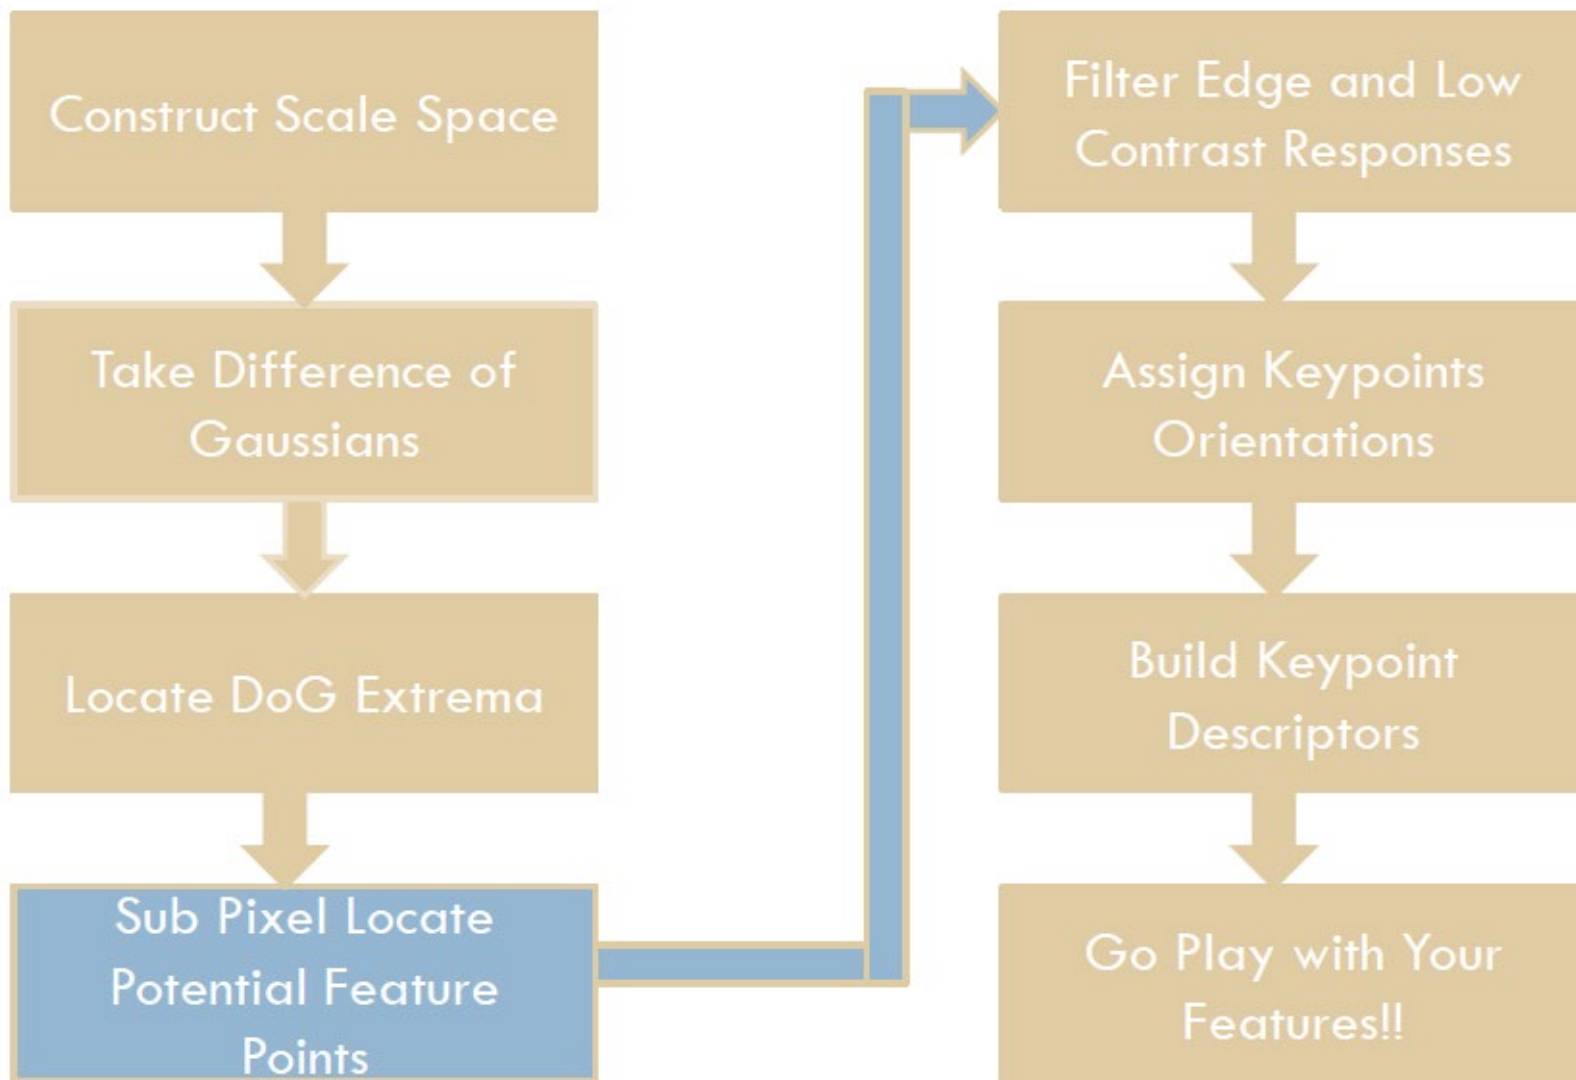 Construct Scale Space
Take Difference of
Gaussians
Locate DoG Extrema
Sub Pixel Locate
Potential Feature
Points
Filter Edge and Low
Contrast Responses
Assign Keypoints
Orientations
Build Keypoint
Descriptors
Go Play with Your
Features!!